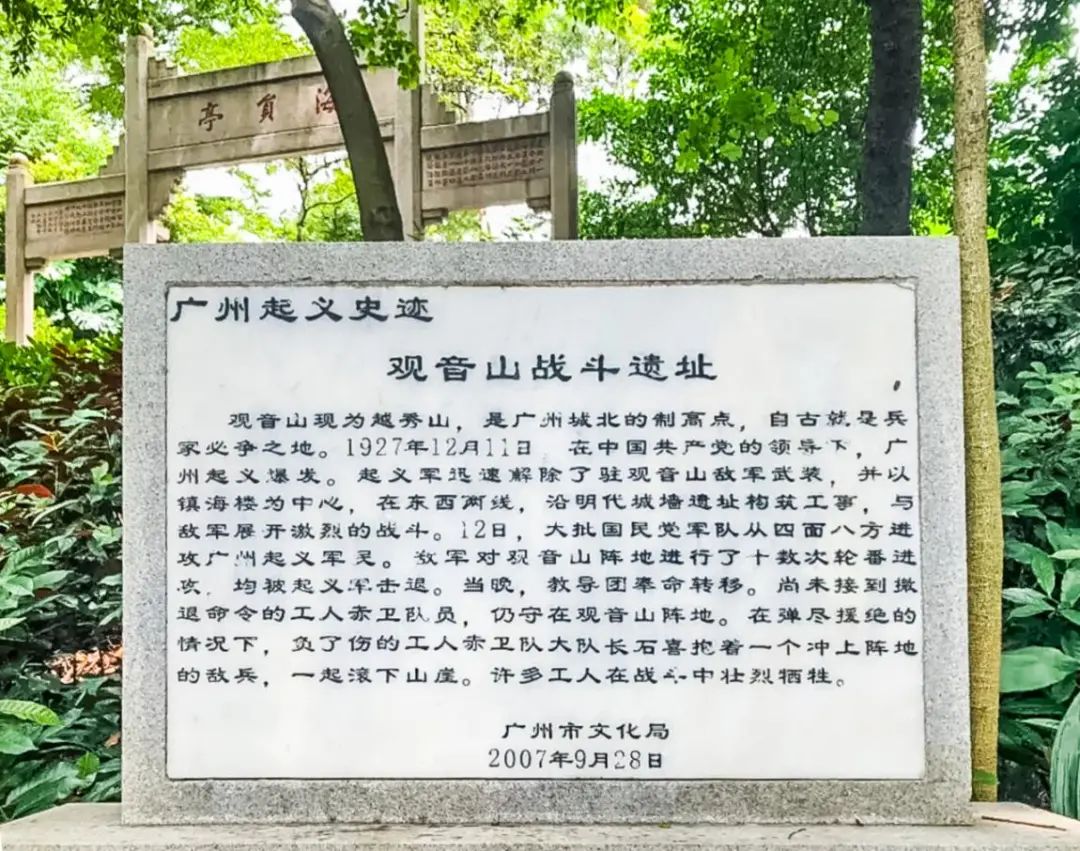 海員亭
广州起义史迹
观音山战斗遗址
观音山现为越秀山，是广州城北的制高点，自古就是兵
家必争之地。1927年12月11日 在中国共产党的领导下，广
州起义爆发。起义军迅速解除了驻观音山敌军武装，并以
镇海楼为中心，在东西两线，沿明代城墙遗址构筑工事，与
敌军展开激烈的战斗。12日，大批国民党军队从四面八方进
攻广州起义军民。敌军对观音山阵地进行了十数次轮番进
攻，均被起义军击退。当晚，教导团奉命转移。尚未接到撤
退命令的工人赤卫队员，仍守在观音山阵地。在弹尽援绝的
情况下，负了伤的工人赤卫队大队长石喜抱着一个冲上阵地
的敌兵，一起滚下山崖。许多工人在战斗中壮烈牺牲。
广州市文化局
2007年9月28日